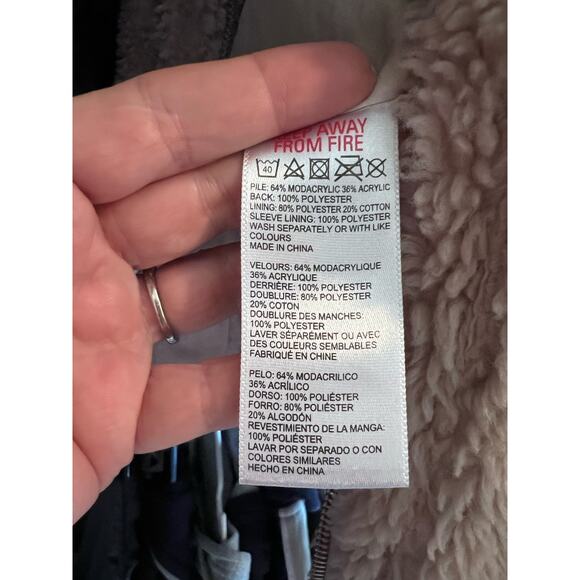 AWAY
FROM FIRE
40
PILE: 64% MODACRYLIC 36% ACRYLIC
BACK: 100% POLYESTER
LINING: 80% POLYESTER 20% COTTON
SLEEVE LINING: 100% POLYESTER
WASH SEPARATELY OR WITH LIKE
COLOURS
MADE IN CHINA
VELOURS: 64% MODACRYLIQUE
36% ACRYLIQUE
DERRIÈRE: 100% POLYESTER
DOUBLURE: 80% POLYESTER
20% COTON
DOUBLURE DES MANCHES:
100% POLYESTER
LAVER SÉPARÉMENT OU AVEC
DES COULEURS SEMBLABLES
FABRIQUÉ EN CHINE
PELO: 64% MODACRILICO
36% ACRÍLICO
DORSO: 100% POLIÉSTER
FORRO: 80% POLIÉSTER
20% ALGODÓN
REVESTIMIENTO DE LA MANGA:
100% POLIÉSTER
LAVAR POR SEPARADO O CON
COLORES SIMILARES
HECHO EN CHINA